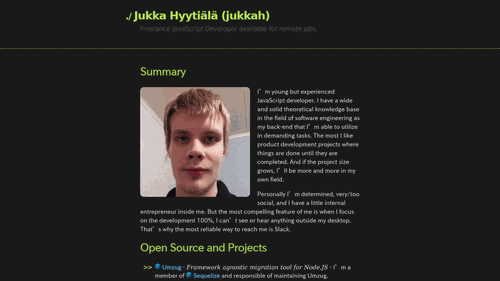 ./ Jukka Hyytiälä (jukkah)
Freelance JavaScript Developer available for remote jobs
Summary
I'm young but experienced
JavaScript developer. I have a wide
and solid theoretical knowledge base
in the field of software engineering as
my back-end that I'm able to utilize
in demanding tasks. The most I like
product development projects where
things are done until they are
completed. And if the project size
grows, I'll be more and more in my
own field.
Personally I'm determined, very/too
social, and I have a little internal
entrepreneur inside me. But the most compelling feature of me is when I focus
on the development 100%, I can't see or hear anything outside my desktop.
That's why the most reliable way to reach me is Slack.
Open Source and Projects
>> Umzug - Framework agnostic migration tool for Node.JS - I'm a
member of Sequelize and responsible of maintaining Umzug.